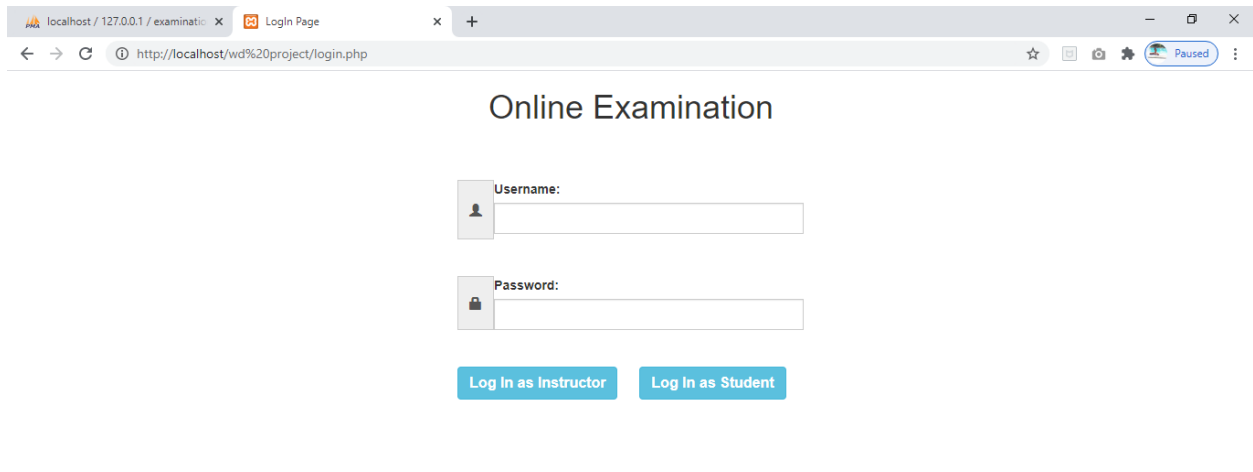 localhost / 127.0.0.1 / examinatio
LogIn Page
http://localhost/wd%20project/login.php
Paused
Online Examination
Username:
Password:
Log In as Instructor
Log In as Student